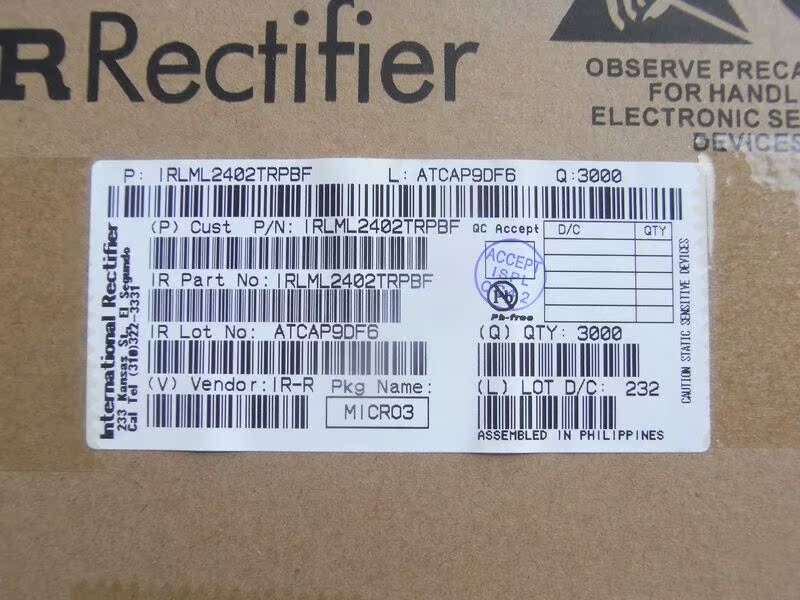 R Rectifier
OBSERVE PRECA
FOR HANDL
ELECTRONIC SE
DEVICES
P: IRLML2402TRPBF L: ATCAP9DF6 Q:3000
(P) Cust P/N: IRLML2402TRPBF
QC Accept
D/C QTY
ACCEPT
ISPL
2
Pb
Pb-free
IR Part No: IRLML2402TRPBF
IR Lot No: ATCAP9DF6
(Q) QTY: 3000
(V) Vendor:IR-R Pkg Name:
MICRO3
(L) LOT D/C: 232
ASSEMBLED IN PHILIPPINES
International Rectifier
233 Kansas St, El Segundo
Cal Tel (310)322-3331
CAUTION STATIC SENSITIVE DEVICES